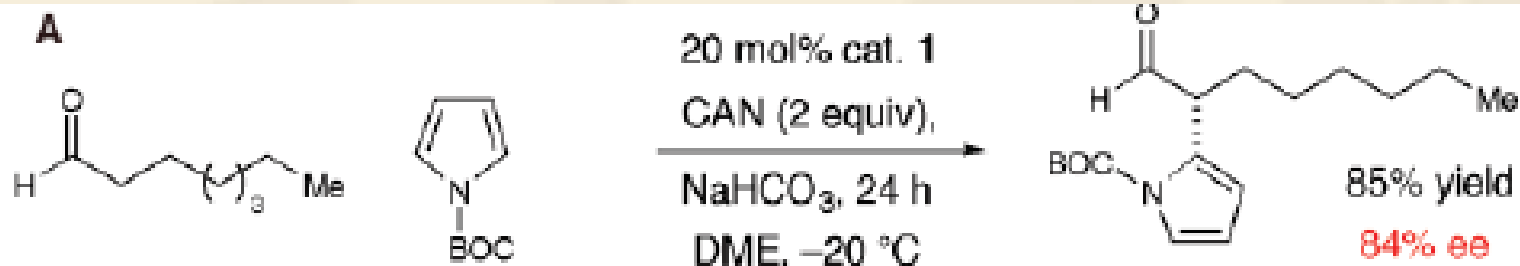 A
O
H
( )3
Me
N
BOC
20 mol% cat. 1
CAN (2 equiv),
NaHCO3, 24 h
DME, –20 °C
O
H
Me
BOC
N
85% yield
84% ee